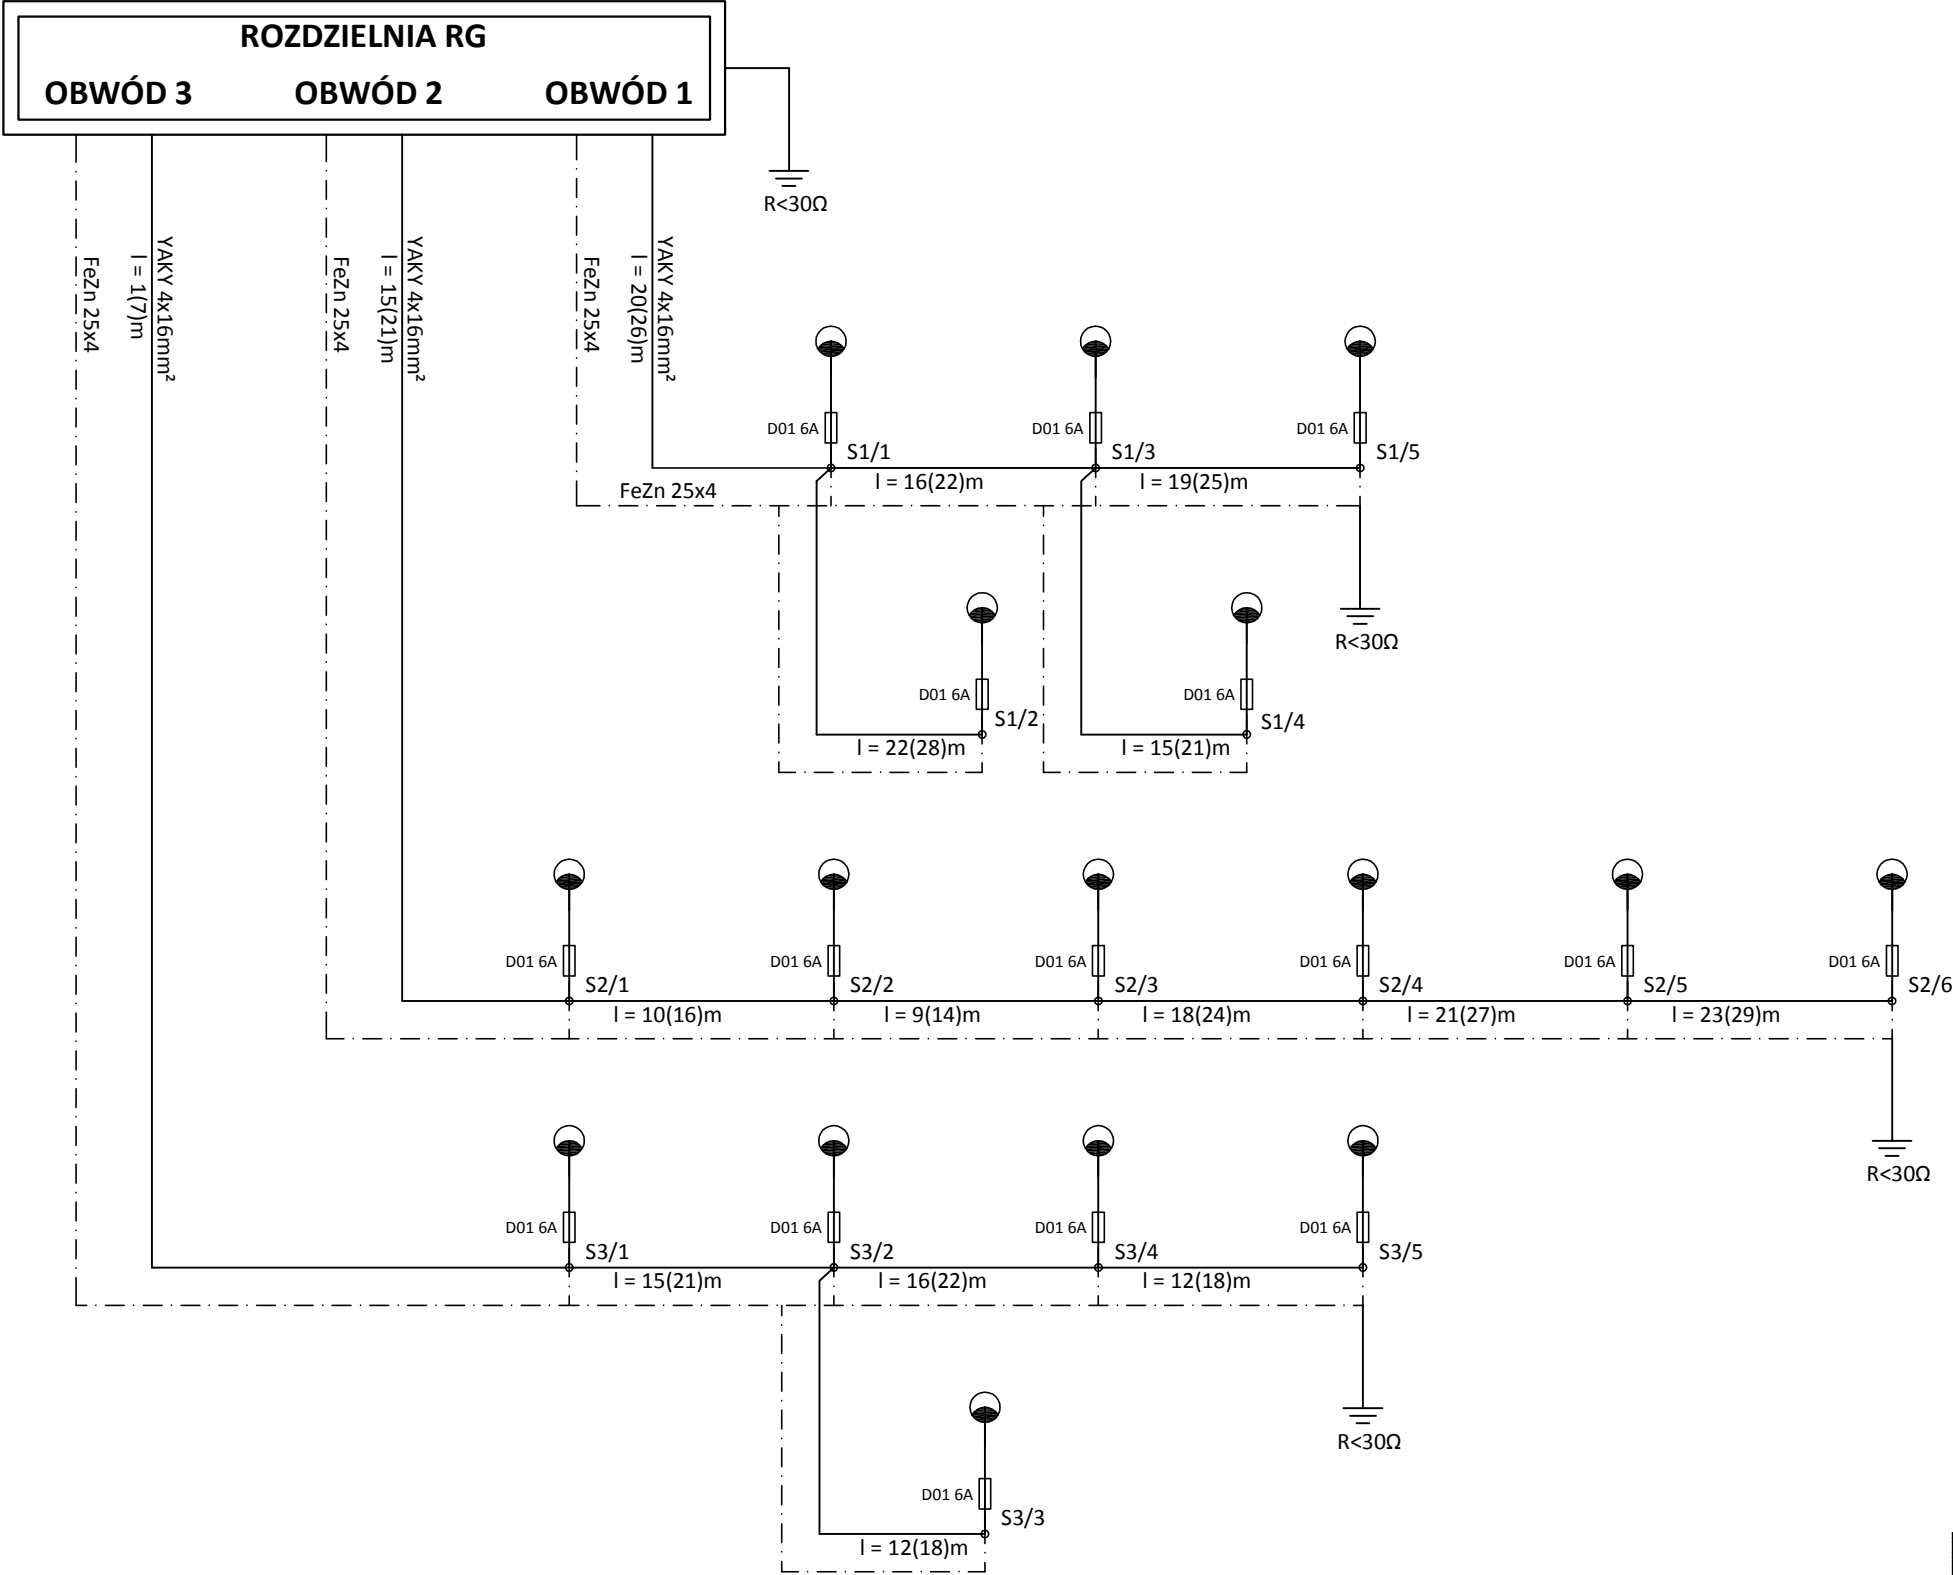 ROZDZIELNIA RG
OBWÓD 3
OBWÓD 2
OBWÓD 1
R<30Ω
FeZn 25x4
l = 1(7)m
YAKY 4x16mm²
FeZn 25x4
l = 15(21)m
YAKY 4x16mm²
FeZn 25x4
l = 20(26)m
YAKY 4x16mm²
D01 6A
S1/1
D01 6A
S1/3
D01 6A
S1/5
l = 16(22)m
l = 19(25)m
FeZn 25x4
R<30Ω
D01 6A
S1/2
D01 6A
S1/4
l = 22(28)m
l = 15(21)m
D01 6A
S2/1
D01 6A
S2/2
D01 6A
S2/3
D01 6A
S2/4
D01 6A
S2/5
D01 6A
S2/6
l = 10(16)m
l = 9(14)m
l = 18(24)m
l = 21(27)m
l = 23(29)m
R<30Ω
D01 6A
S3/1
D01 6A
S3/2
D01 6A
S3/4
D01 6A
S3/5
l = 15(21)m
l = 16(22)m
l = 12(18)m
R<30Ω
D01 6A
S3/3
l = 12(18)m